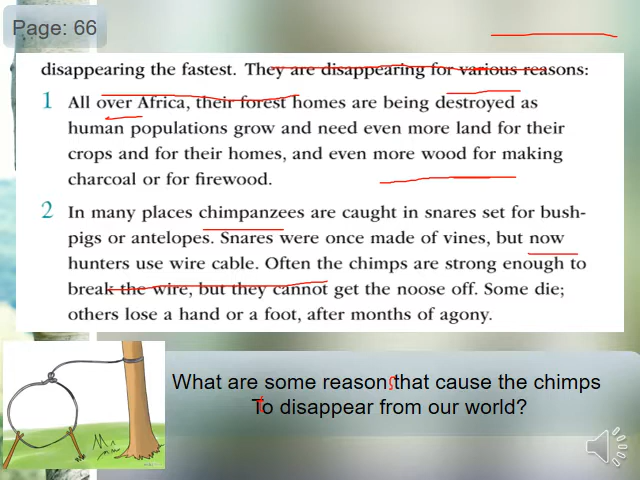 Page: 66
disappearing the fastest. They are disappearing for various reasons:
1 All over Africa, their forest homes are being destroyed as
human populations grow and need even more land for their
crops and for their homes, and even more wood for making
charcoal or for firewood.
2 In many places chimpanzees are caught in snares set for bush-
pigs or antelopes. Snares were once made of vines, but now
hunters use wire cable. Often the chimps are strong enough to
break the wire, but they cannot get the noose off. Some die;
others lose a hand or a foot, after months of agony.
What are some reasons that cause the chimps
To disappear from our world?